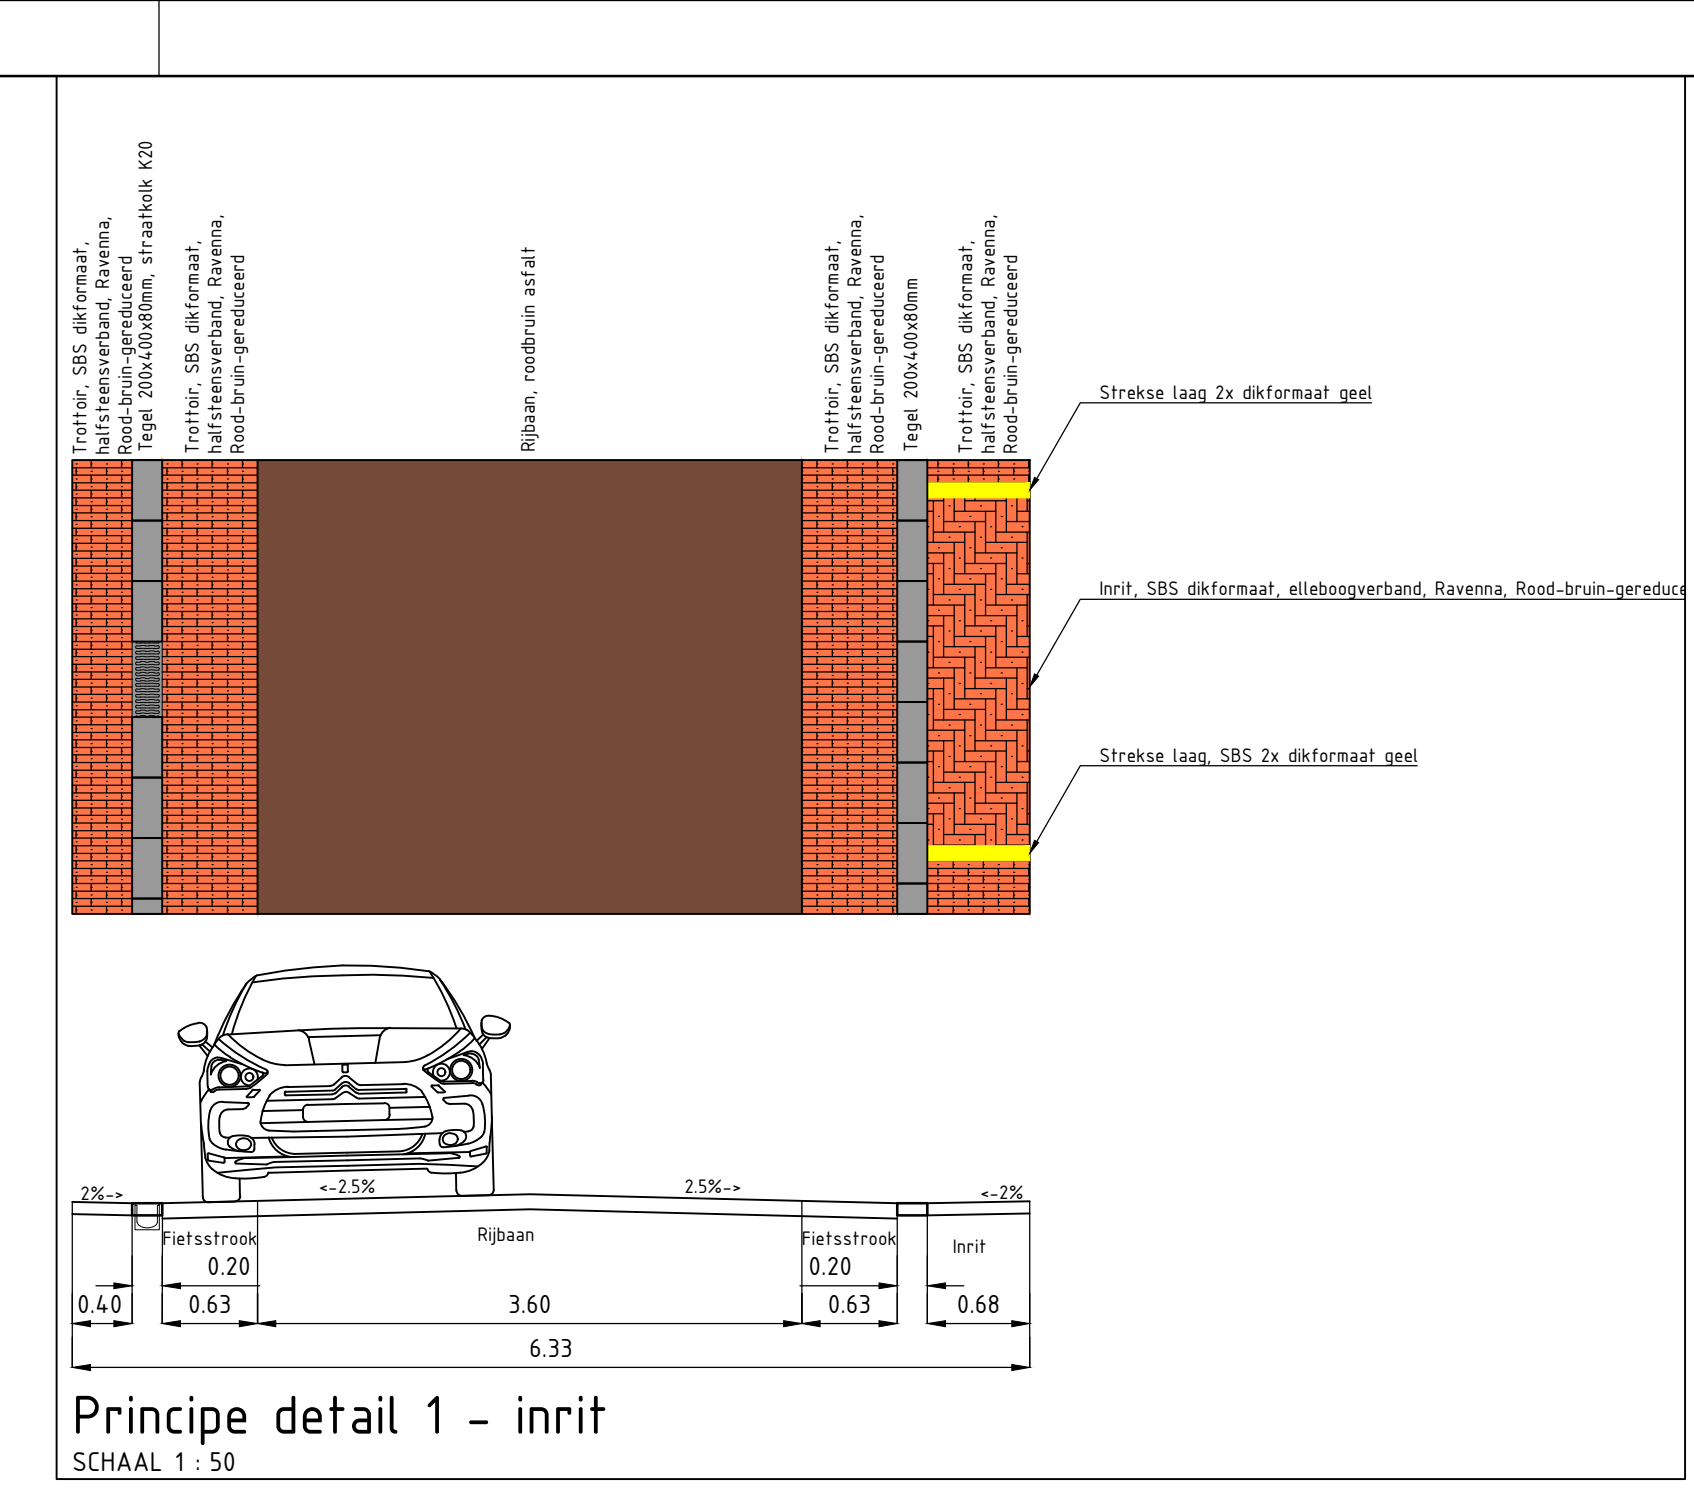 Trottoir, SBS dikformaat,
halfsteensverband, Ravenna,
Rood-bruin-gereduceerd
Tegel 200x400x80mm, straatkolk K20
Trottoir, SBS dikformaat,
halfsteensverband, Ravenna,
Rood-bruin-gereduceerd
Rijbaan, roodbruin asfalt
Trottoir, SBS dikformaat,
halfsteensverband, Ravenna,
Rood-bruin-gereduceerd
Tegel 200x400x80mm
Trottoir, SBS dikformaat,
halfsteensverband, Ravenna,
Rood-bruin-gereduceerd
Strekse laag 2x dikformaat geel
Inrit, SBS dikformaat, elleboogverband, Ravenna, Rood-bruin-gereduce
Strekse laag, SBS 2x dikformaat geel
2%->
<-2.5%
2.5%->
<-2%
Fietsstrook
Rijbaan
Fietsstrook
Inrit
0.20
0.20
0.40
0.63
3.60
0.63
0.68
6.33
Principe detail 1 - inrit
SCHAAL 1 : 50